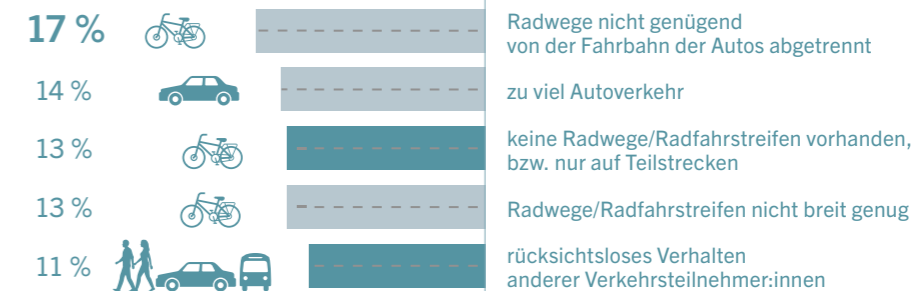 17 %
Radwege nicht genügend
von der Fahrbahn der Autos abgetrennt
14 %
zu viel Autoverkehr
13 %
keine Radwege/Radfahrstreifen vorhanden,
bzw. nur auf Teilstrecken
13 %
Radwege/Radfahrstreifen nicht breit genug
11 %
rücksichtsloses Verhalten
anderer Verkehrsteilnehmer:innen